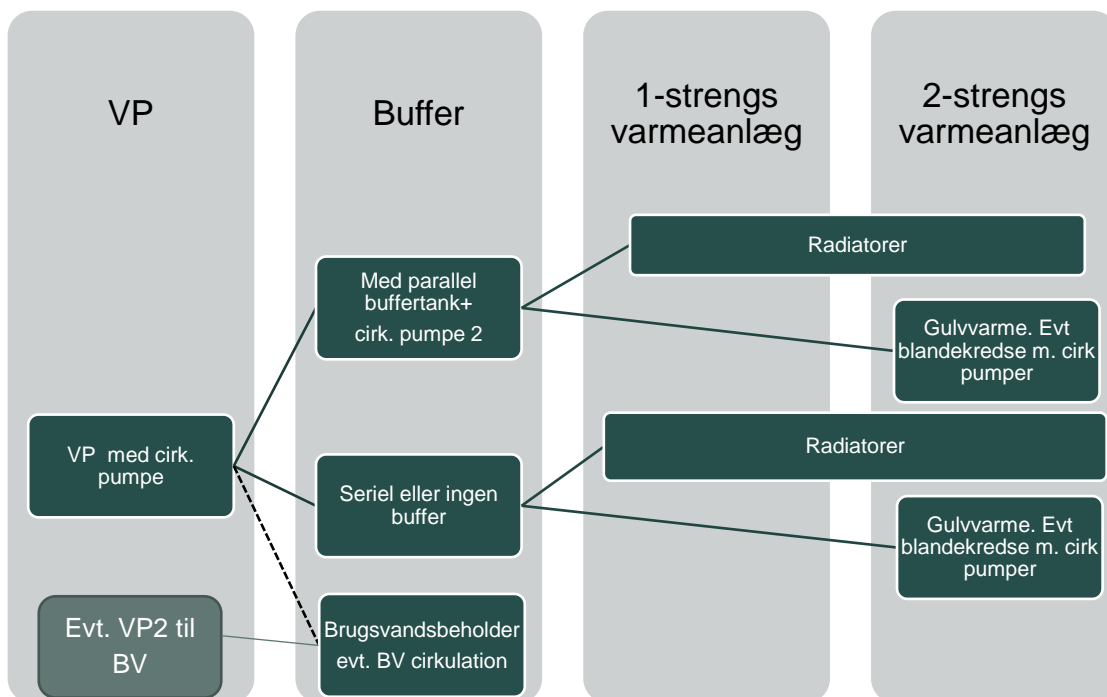 VP
Buffer
1-strengs
varmeanlæg
2-strengs
varmeanlæg
Radiatorer
Med parallel
buffertank+
cirk. pumpe 2
Gulvvarme. Evt
blandekredse m. cirk
pumper
VP med cirk.
pumpe
Radiatorer
Seriel eller ingen
buffer
Gulvvarme. Evt
blandekredse m. cirk
pumper
Evt. VP2 til
BV
Brugsvandsbeholder
evt. BV cirkulation